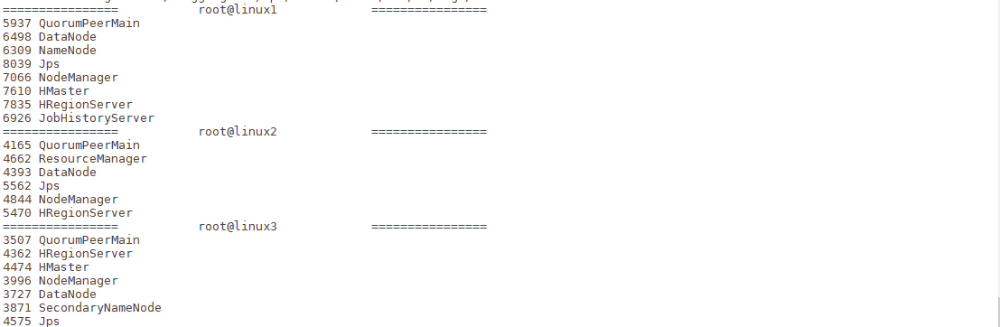 ================ root@linux1 ================
5937 QuorumPeerMain
6498 DataNode
6309 NameNode
8039 Jps
7066 NodeManager
7610 HMaster
7835 HRegionServer
6926 JobHistoryServer
================ root@linux2 ================
4165 QuorumPeerMain
4662 ResourceManager
4393 DataNode
5562 Jps
4844 NodeManager
5470 HRegionServer
================ root@linux3 ================
3507 QuorumPeerMain
4362 HRegionServer
4474 HMaster
3996 NodeManager
3727 DataNode
3871 SecondaryNameNode
4575 Jps